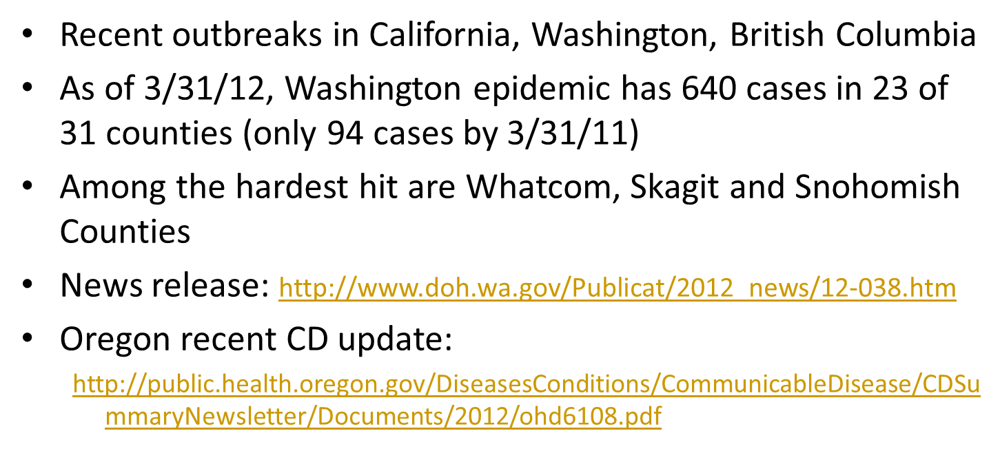 • Recent outbreaks in California, Washington, British Columbia
• As of 3/31/12, Washington epidemic has 640 cases in 23 of
31 counties (only 94 cases by 3/31/11)
• Among the hardest hit are Whatcom, Skagit and Snohomish
Counties
• News release: http://www.doh.wa.gov/Publicat/2012_news/12-038.htm
• Oregon recent CD update:
http://public.health.oregon.gov/DiseasesConditions/CommunicableDisease/CDSu
mmaryNewsletter/Documents/2012/ohd6108.pdf